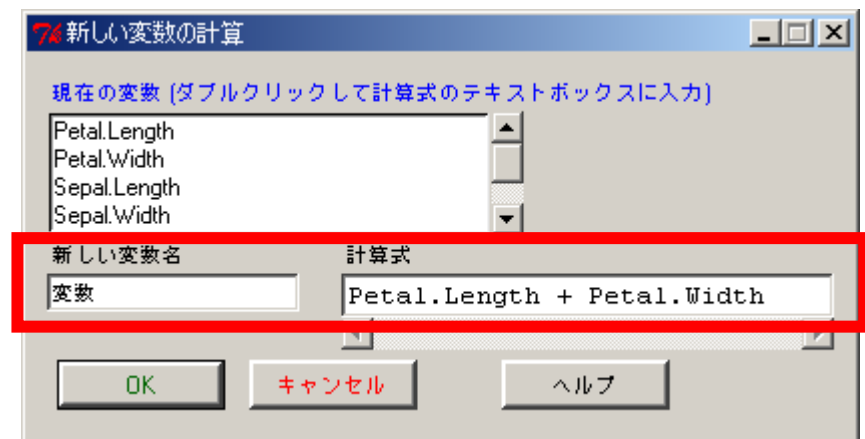 新しい変数の計算
現在の変数 (ダブルクリックして計算式のテキストボックスに入力)
Petal.Length
Petal.Width
Sepal.Length
Sepal.Width
新しい変数名 計算式
変数 Petal.Length + Petal.Width
OK キャンセル ヘルプ